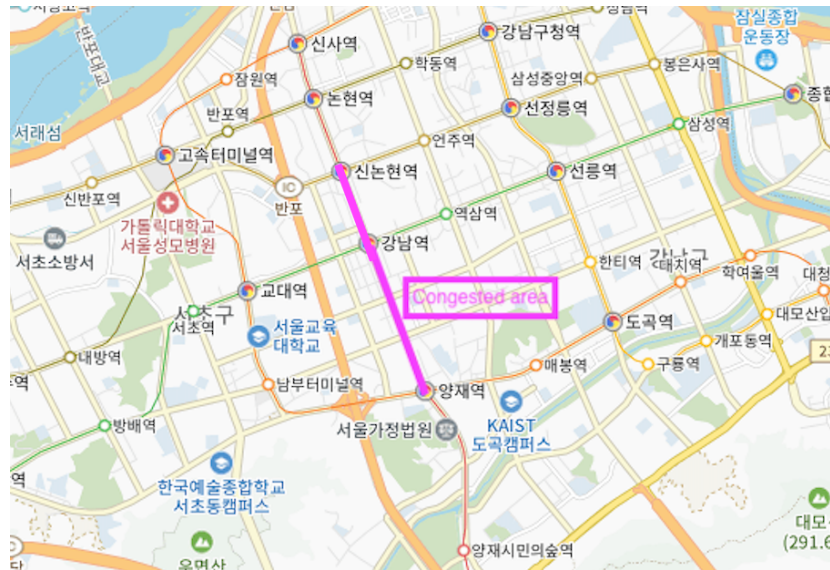 신사역
강남구청역
잠실종합
운동장
반포대교
잠원역
학동역
삼성중앙역
봉은사역
논현역
선정릉역
종합
서래섬
반포역
언주역
삼성역
고속터미널역
신논현역
선릉역
신반포역
IC
반포
가톨릭대학교
서울성모병원
역삼역
서초소방서
강남역
한티역
강남구
대치역
학여울역
대청
교대역
Congested area
서초구
서초역
서울교육
대학교
도곡역
대모산입
개포동역
대방역
구역
남부터미널역
양재역
매봉역
구룡역
방배역
서울가정법원
KAIST
도곡캠퍼스
한국예술종합학교
서초동캠퍼스
역
양재시민의숲역
우면산
대모
(291.6